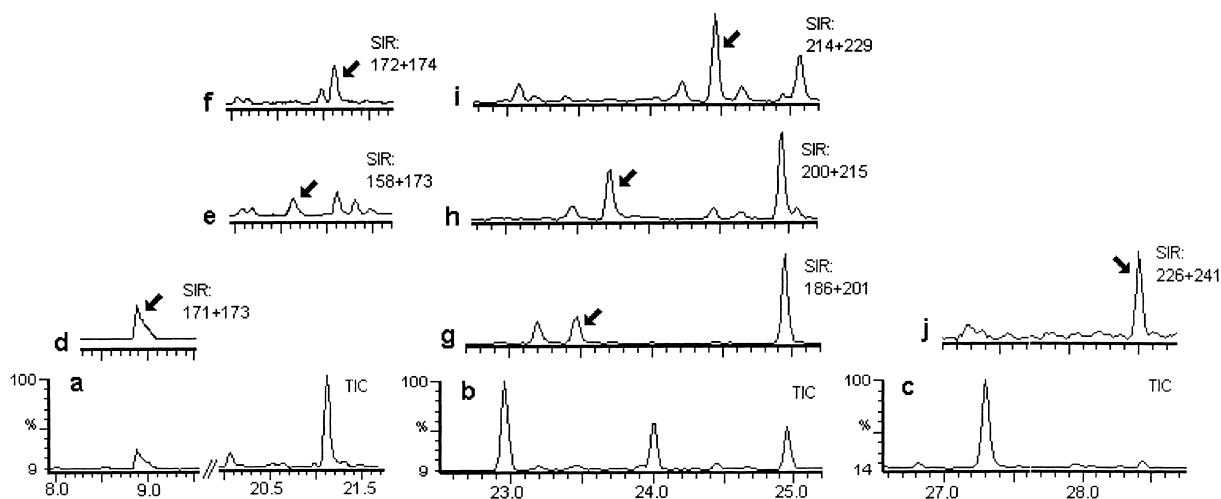 f
SIR:
172+174
i
SIR:
214+229
e
SIR:
158+173
h
SIR:
200+215
d
SIR:
171+173
g
SIR:
186+201
j
SIR:
226+241
100
%
9
a
TIC
8.0 9.0 20.5 21.5
100
%
9
b
TIC
23.0 24.0 25.0
100
%
14
c
TIC
27.0 28.0